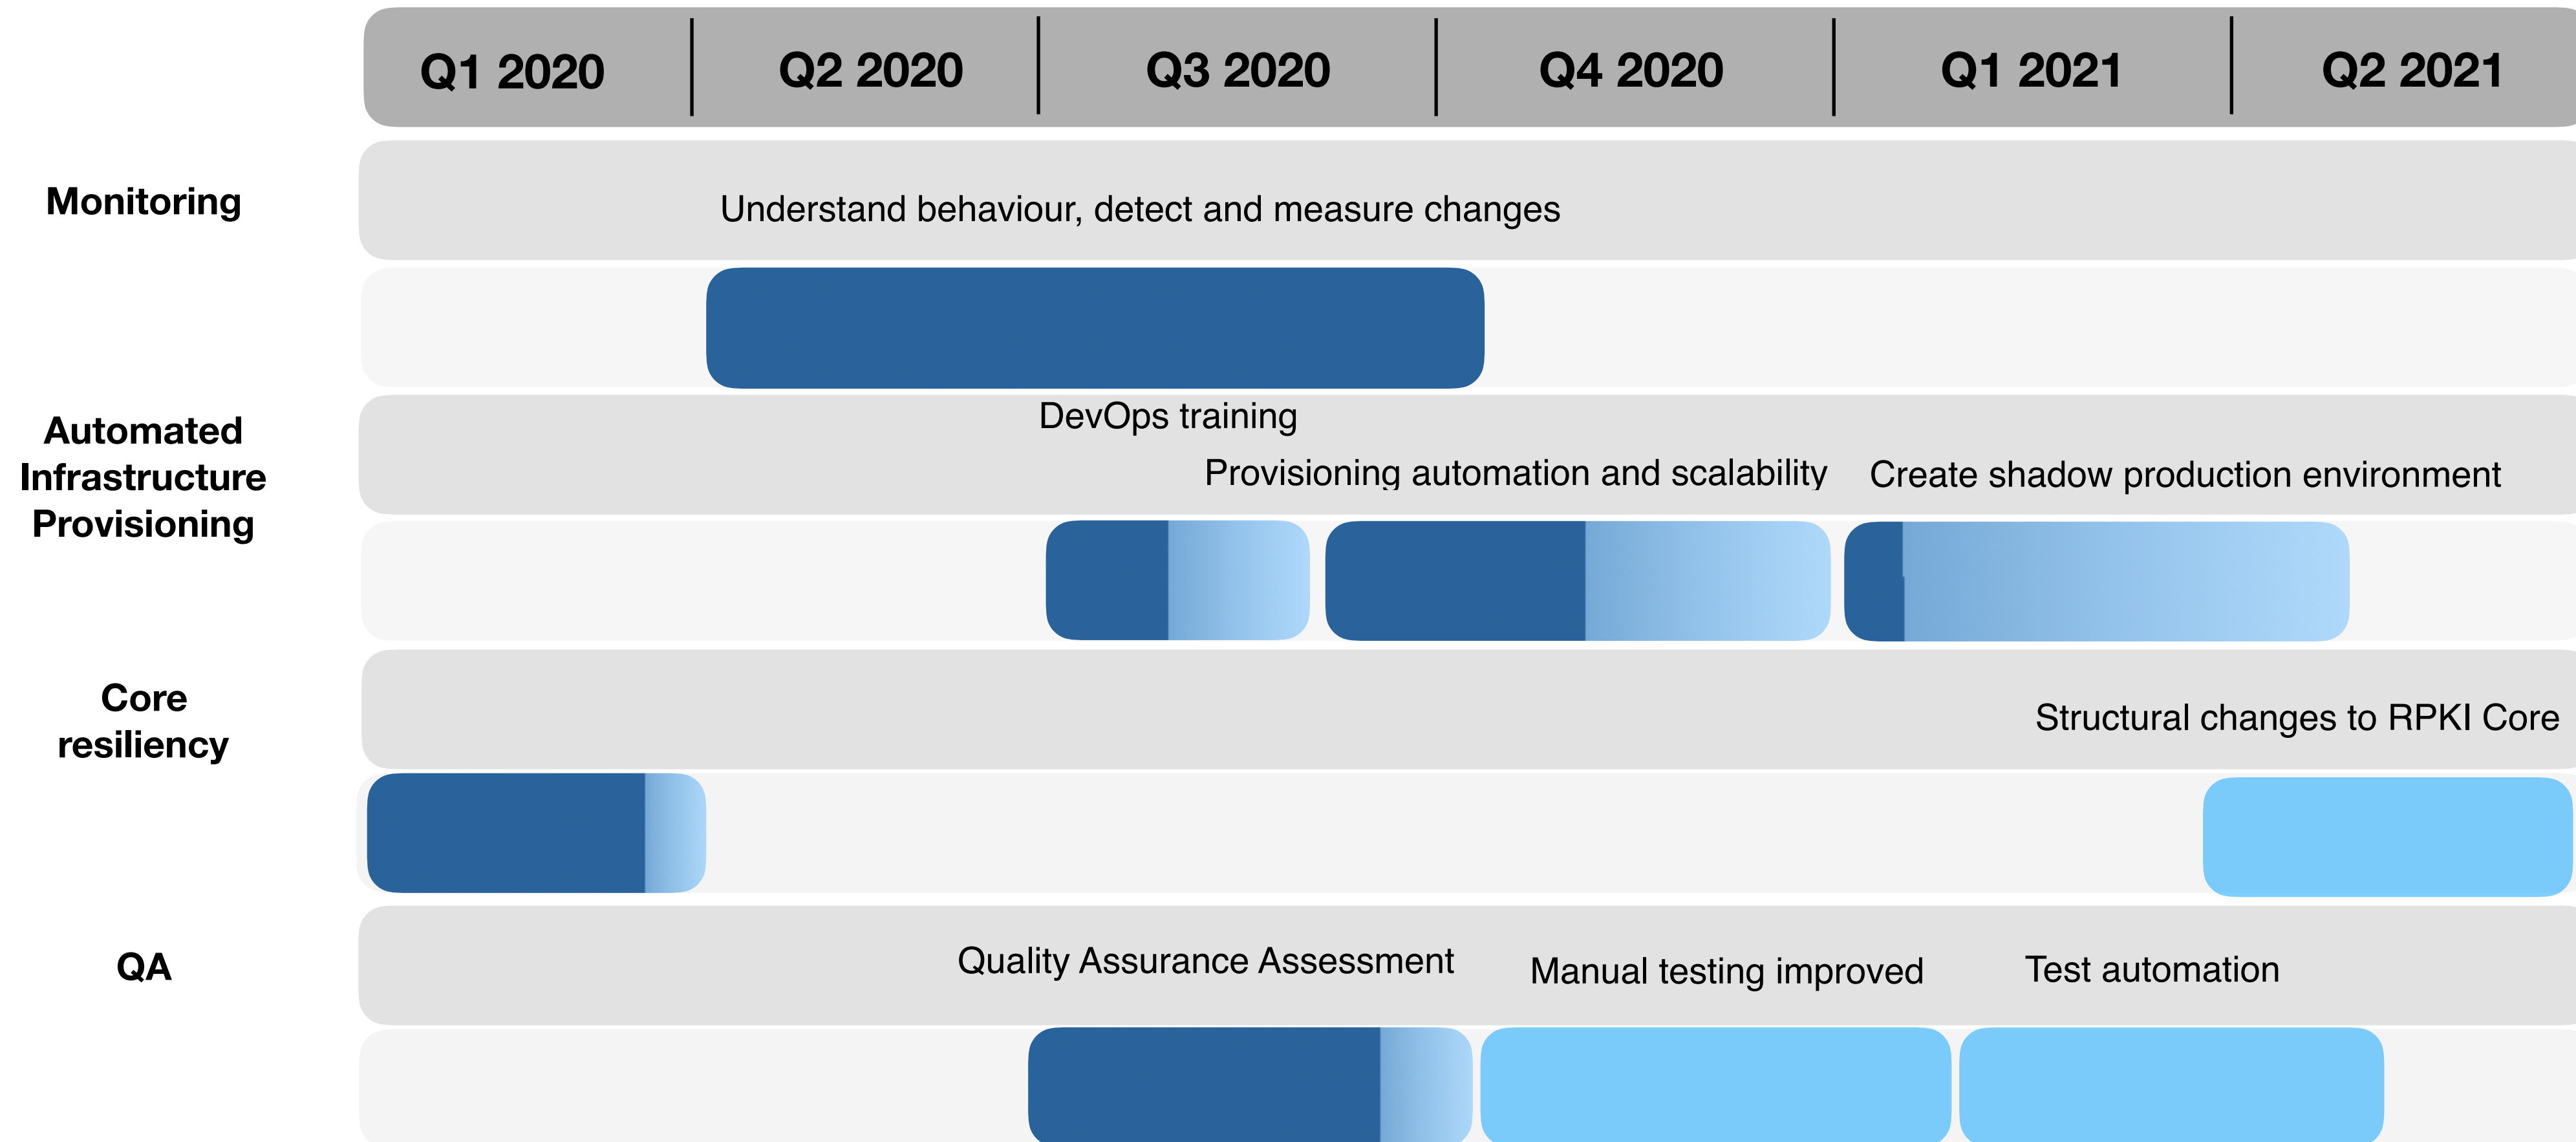 Q1 2020
Q2 2020
Q3 2020
Q4 2020
Q1 2021
Q2 2021
Monitoring
Understand behaviour, detect and measure changes
Automated
Infrastructure
Provisioning
DevOps training
Provisioning automation and scalability
Create shadow production environment
Core
resiliency
Structural changes to RPKI Core
QA
Quality Assurance Assessment
Manual testing improved
Test automation